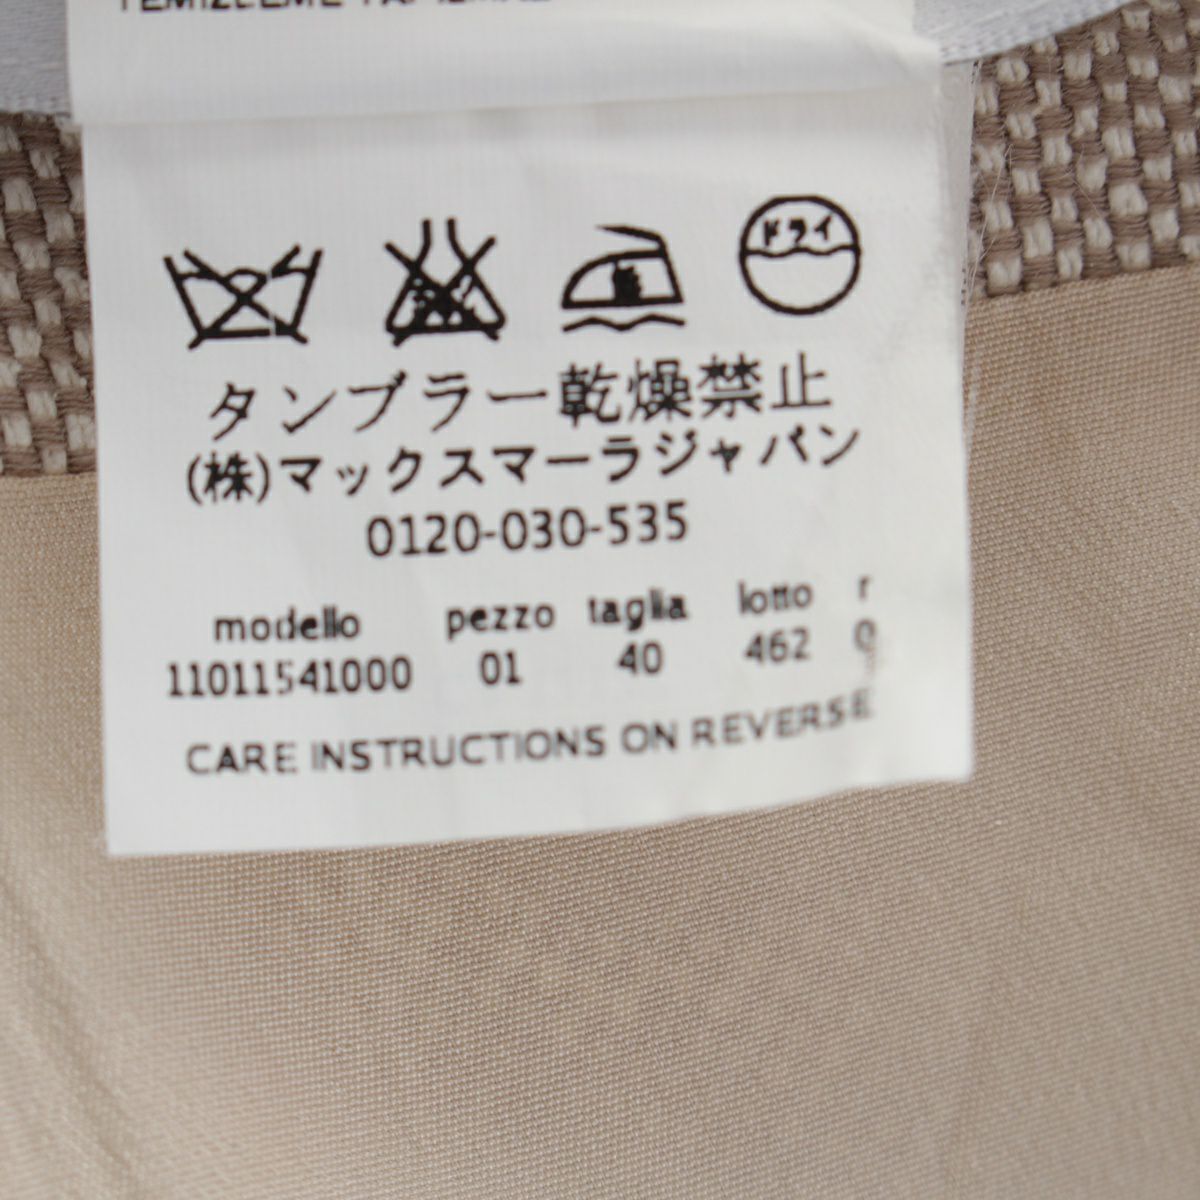 ドライ
タンブラー乾燥禁止
(株)マックスマーラジャパン
0120-030-535
modello pezzo taglia lotto r
11011541000 01 40 462 0
CARE INSTRUCTIONS ON REVERSE